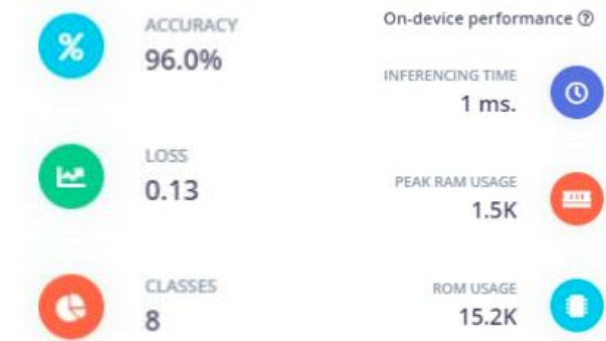 ACCURACY
96.0%
LOSS
0.13
CLASSES
8
On-device performance
INFERENCING TIME
1 ms.
PEAK RAM USAGE
1.5K
ROM USAGE
15.2K